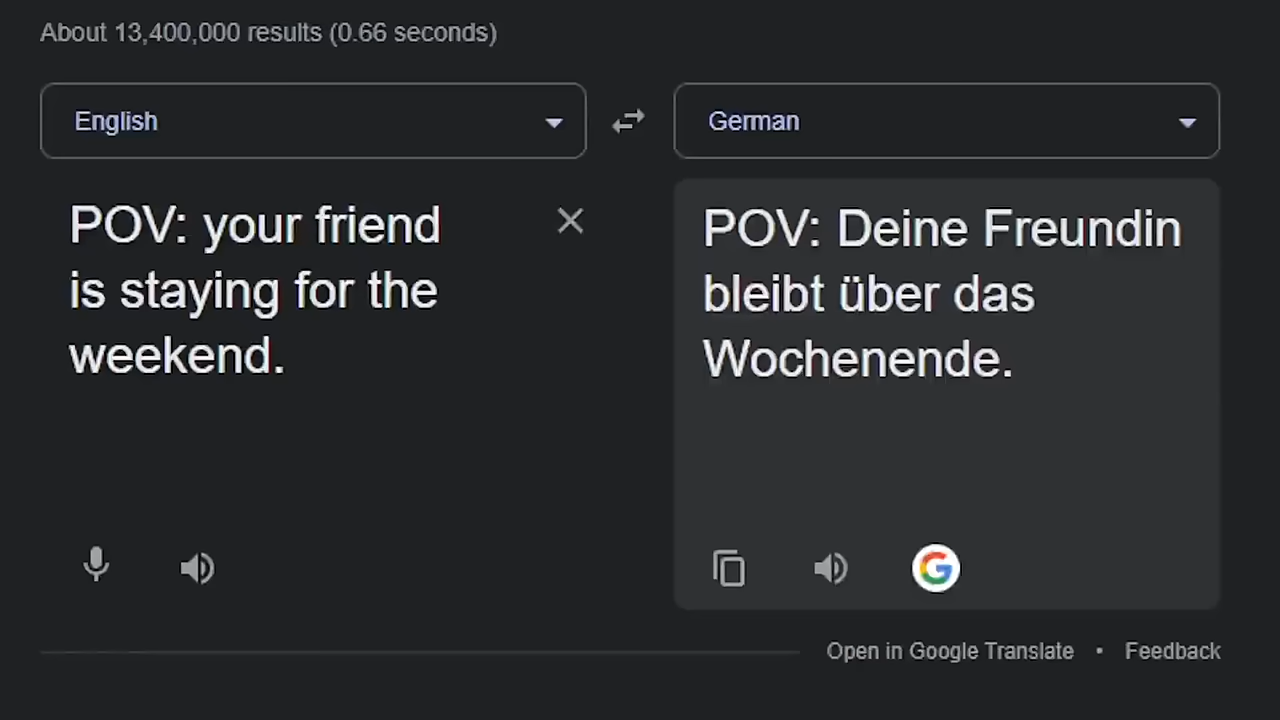 About 13,400,000 results (0.66 seconds)
English
German
POV: your friend
is staying for the
weekend.
POV: Deine Freundin
bleibt über das
Wochenende.
Open in Google Translate • Feedback